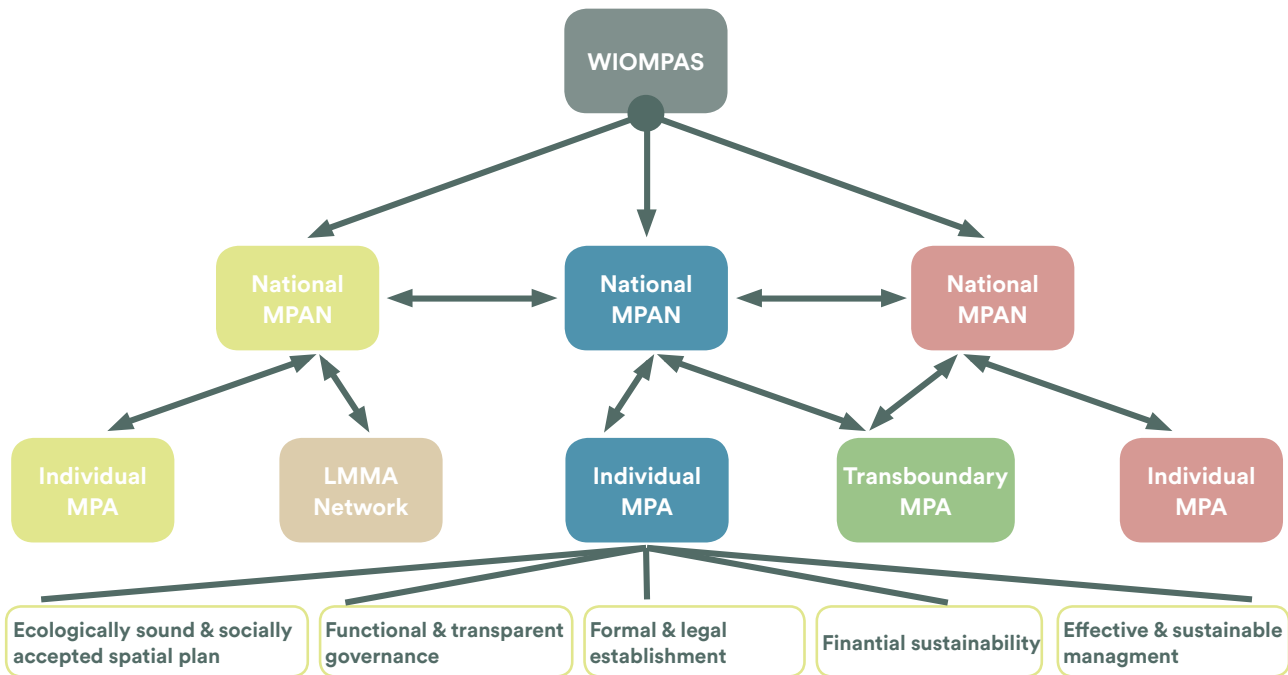 WIOMPAS
National
MPAN
National
MPAN
National
MPAN
Individual
MPA
LMMA
Network
Individual
MPA
Transboundary
MPA
Individual
MPA
Ecologically sound & socially
accepted spatial plan
Functional & transparent
governance
Formal & legal
establishment
Finantial sustainability
Effective & sustainable
managment